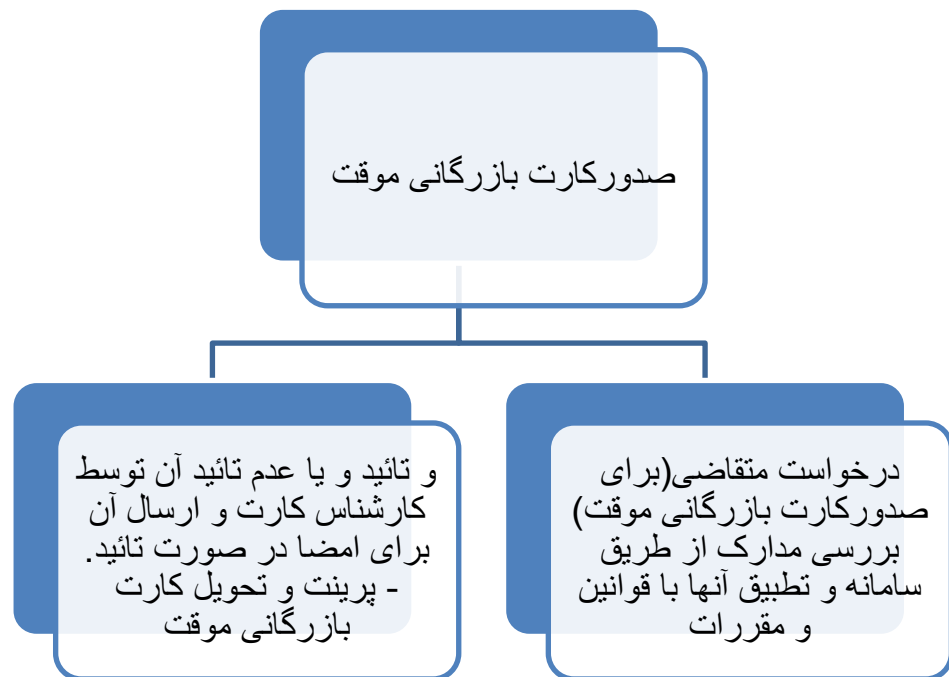 صدورکارت بازرگانی موقت
درخواست متقاضی(برای
صدورکارت بازرگانی موقت)
بررسی مدارک از طریق
سامانه و تطبیق آنها با قوانین
و مقررات
و تائید و یا عدم تائید آن توسط
کارشناس کارت و ارسال آن
برای امضا در صورت تائید.
- پرینت و تحویل کارت
بازرگانی موقت